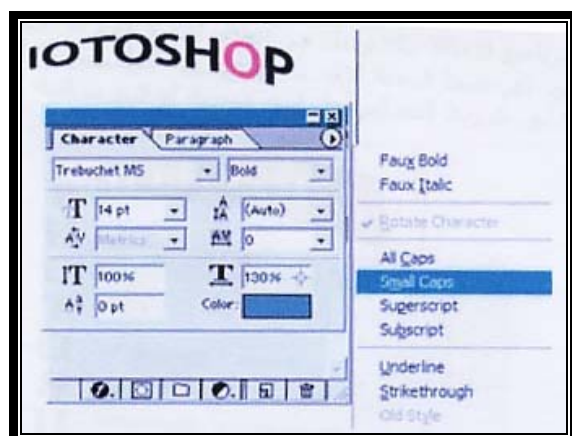 IOTOSHOP
Character Paragraph
Trebuchet MS Bold
14 pt (Auto)
Metrics 0
100% 130%
0 pt Color:
Faux Bold
Faux Italic
Rotate Character
All Caps
Small Caps
Superscript
Subscript
Underline
Strikethrough
Old Style